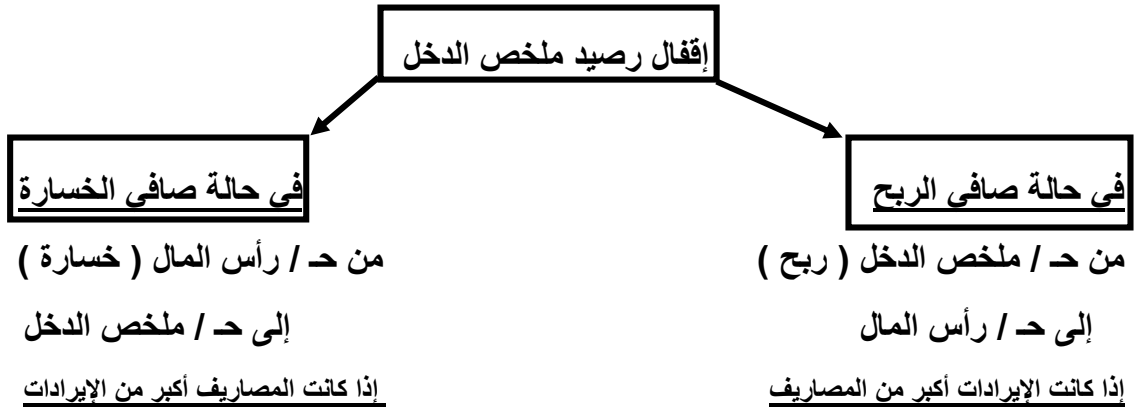 إقفال رصيد ملخص الدخل
في حالة صافي الربح
من حـ / ملخص الدخل ( ربح )
إلى حـ / رأس المال
إذا كانت الإيرادات أكبر من المصاريف
في حالة صافي الخسارة
من حـ / رأس المال ( خسارة )
إلى حـ / ملخص الدخل
إذا كانت المصاريف أكبر من الإيرادات